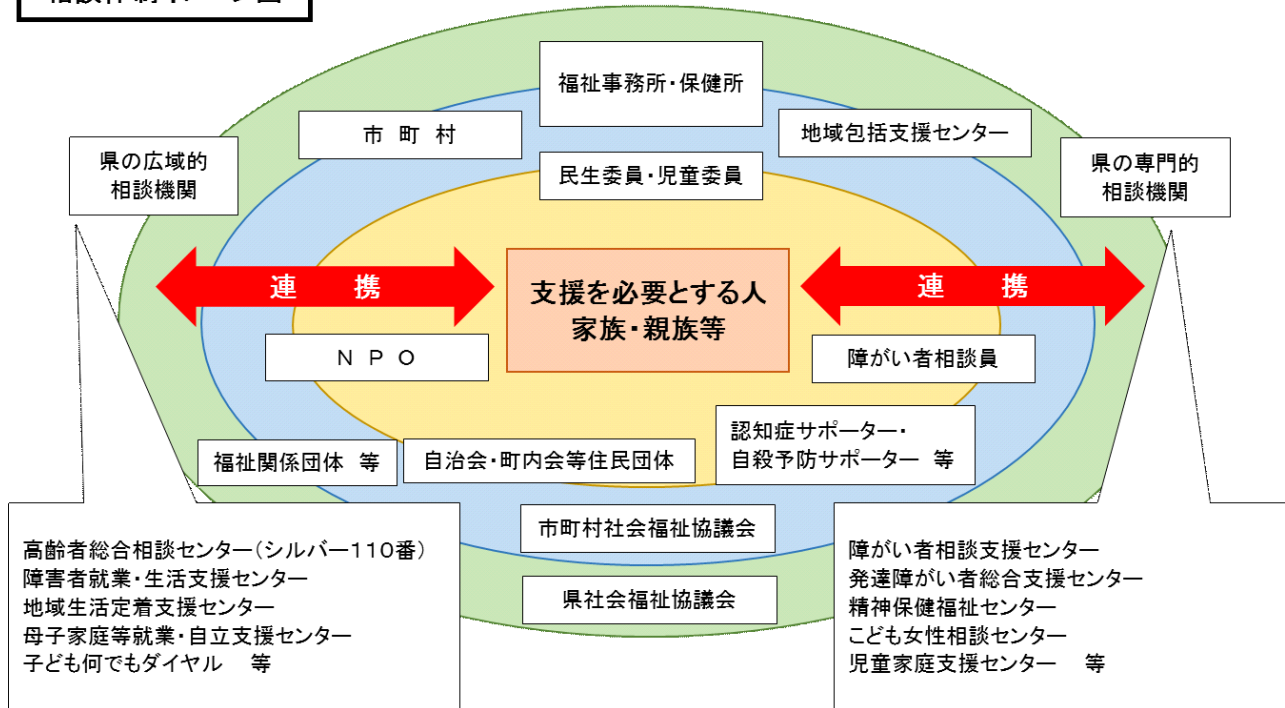 福祉事務所・保健所
市 町 村
地域包括支援センター
県の広域的
相談機関
民生委員・児童委員
県の専門的
相談機関
連 携
支援を必要とする人
家族・親族等
連 携
N P O
障がい者相談員
認知症サポーター・
自殺予防サポーター 等
福祉関係団体 等
自治会・町内会等住民団体
市町村社会福祉協議会
県社会福祉協議会
高齢者総合相談センター(シルバー110番)
障害者就業・生活支援センター
地域生活定着支援センター
母子家庭等就業・自立支援センター
子ども何でもダイヤル 等
障がい者相談支援センター
発達障がい者総合支援センター
精神保健福祉センター
こども女性相談センター
児童家庭支援センター 等